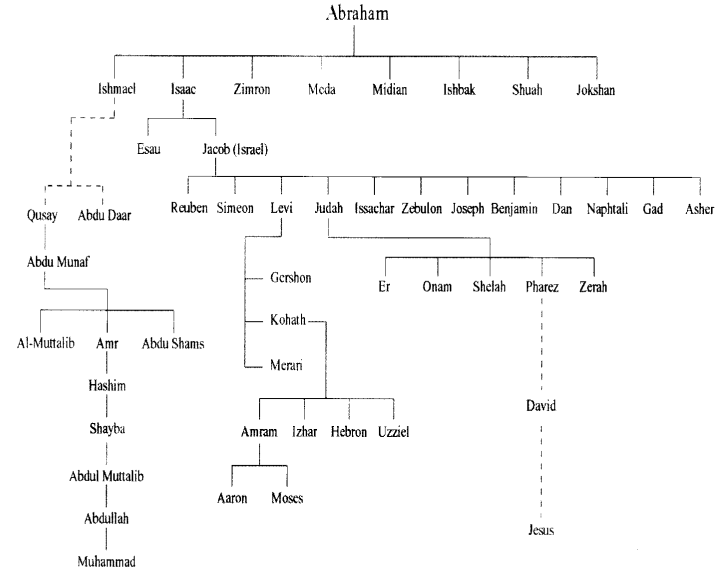 Abraham
Ishmael Isaac Zimron Meda Midian Ishbak Shuah Jokshan
Esau Jacob (Israel)
Reuben Simeon Levi Judah Issachar Zebulon Joseph Benjamin Dan Naphtali Gad Asher
Qusay Abdu Daar
Abdu Munaf
Gershon
Er Onam Shelah Pharez Zerah
Kohath
Al-Muttalib Amr Abdu Shams
Merari
Hashim
David
Shayba
Amram Izhar Hebron Uzziel
Abdul Muttalib
Aaron Moses
Abdullah
Jesus
Muhammad